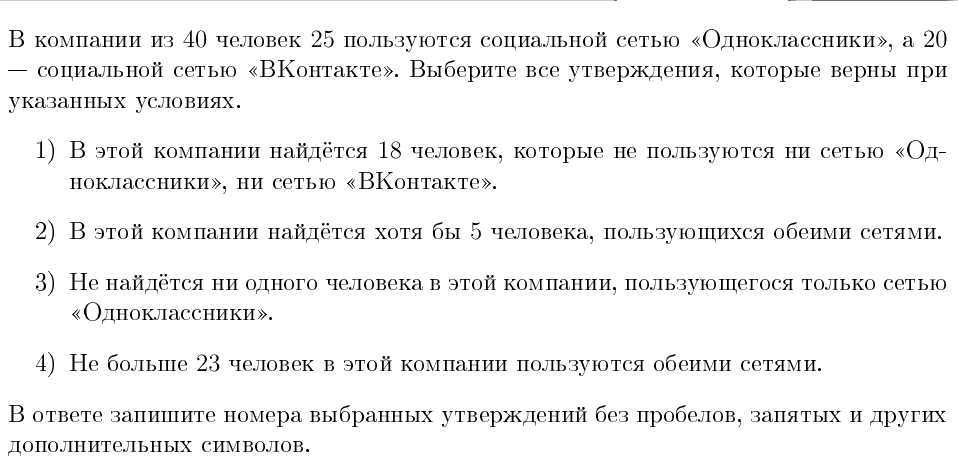 В компании из 40 человек 25 пользуются социальной сетью «Одноклассники», а 20
— социальной сетью «ВКонтакте». Выберите все утверждения, которые верны при
указанных условиях.
1) В этой компании найдётся 18 человек, которые не пользуются ни сетью «Од-
ноклассники», ни сетью «ВКонтакте».
2) В этой компании найдётся хотя бы 5 человека, пользующихся обеими сетями.
3) Не найдётся ни одного человека в этой компании, пользующегося только сетью
«Одноклассники».
4) Не больше 23 человек в этой компании пользуются обеими сетями.
В ответе запишите номера выбранных утверждений без пробелов, запятых и других
дополнительных символов.